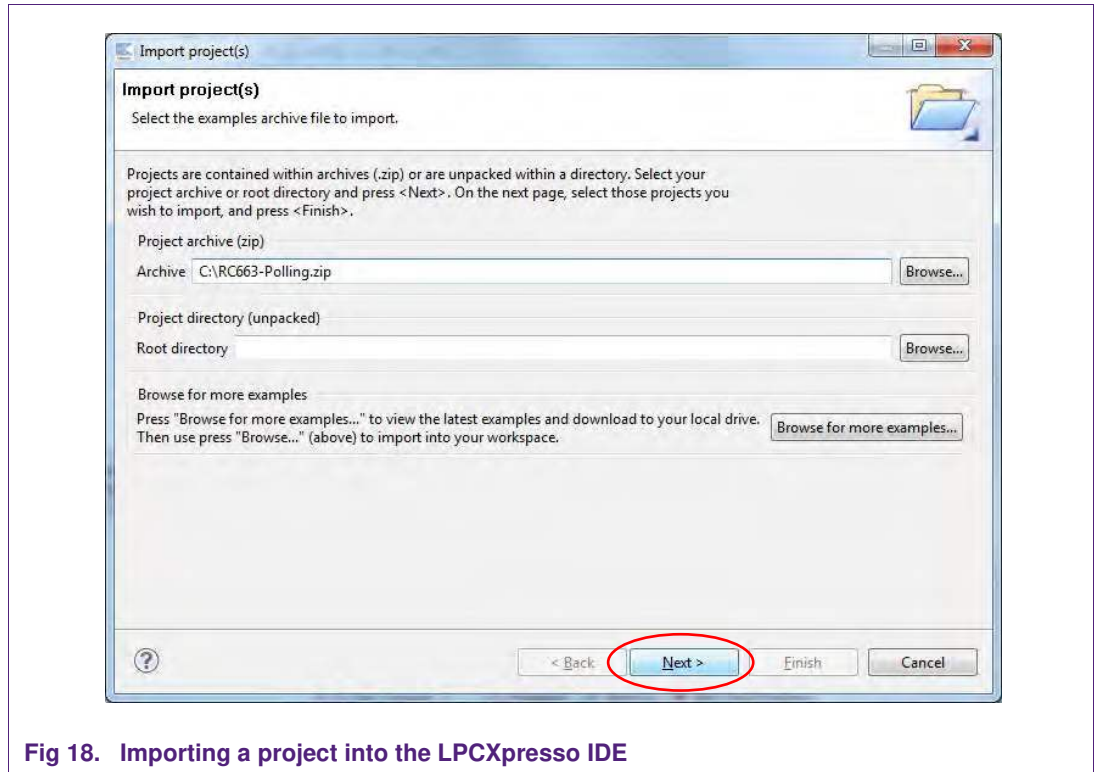 Import project(s)
Import project(s)
Select the examples archive file to import.
Projects are contained within archives (.zip) or are unpacked within a directory. Select your
project archive or root directory and press <Next>. On the next page, select those projects you
wish to import, and press <Finish>.
Project archive (zip)
Archive C:\RC663-Polling.zip Browse...
Project directory (unpacked)
Root directory Browse...
Browse for more examples
Press "Browse for more examples..." to view the latest examples and download to your local drive.
Then use press "Browse..." (above) to import into your workspace.
Browse for more examples...
? < Back Next > Finish Cancel
Fig 18. Importing a project into the LPCXpresso IDE